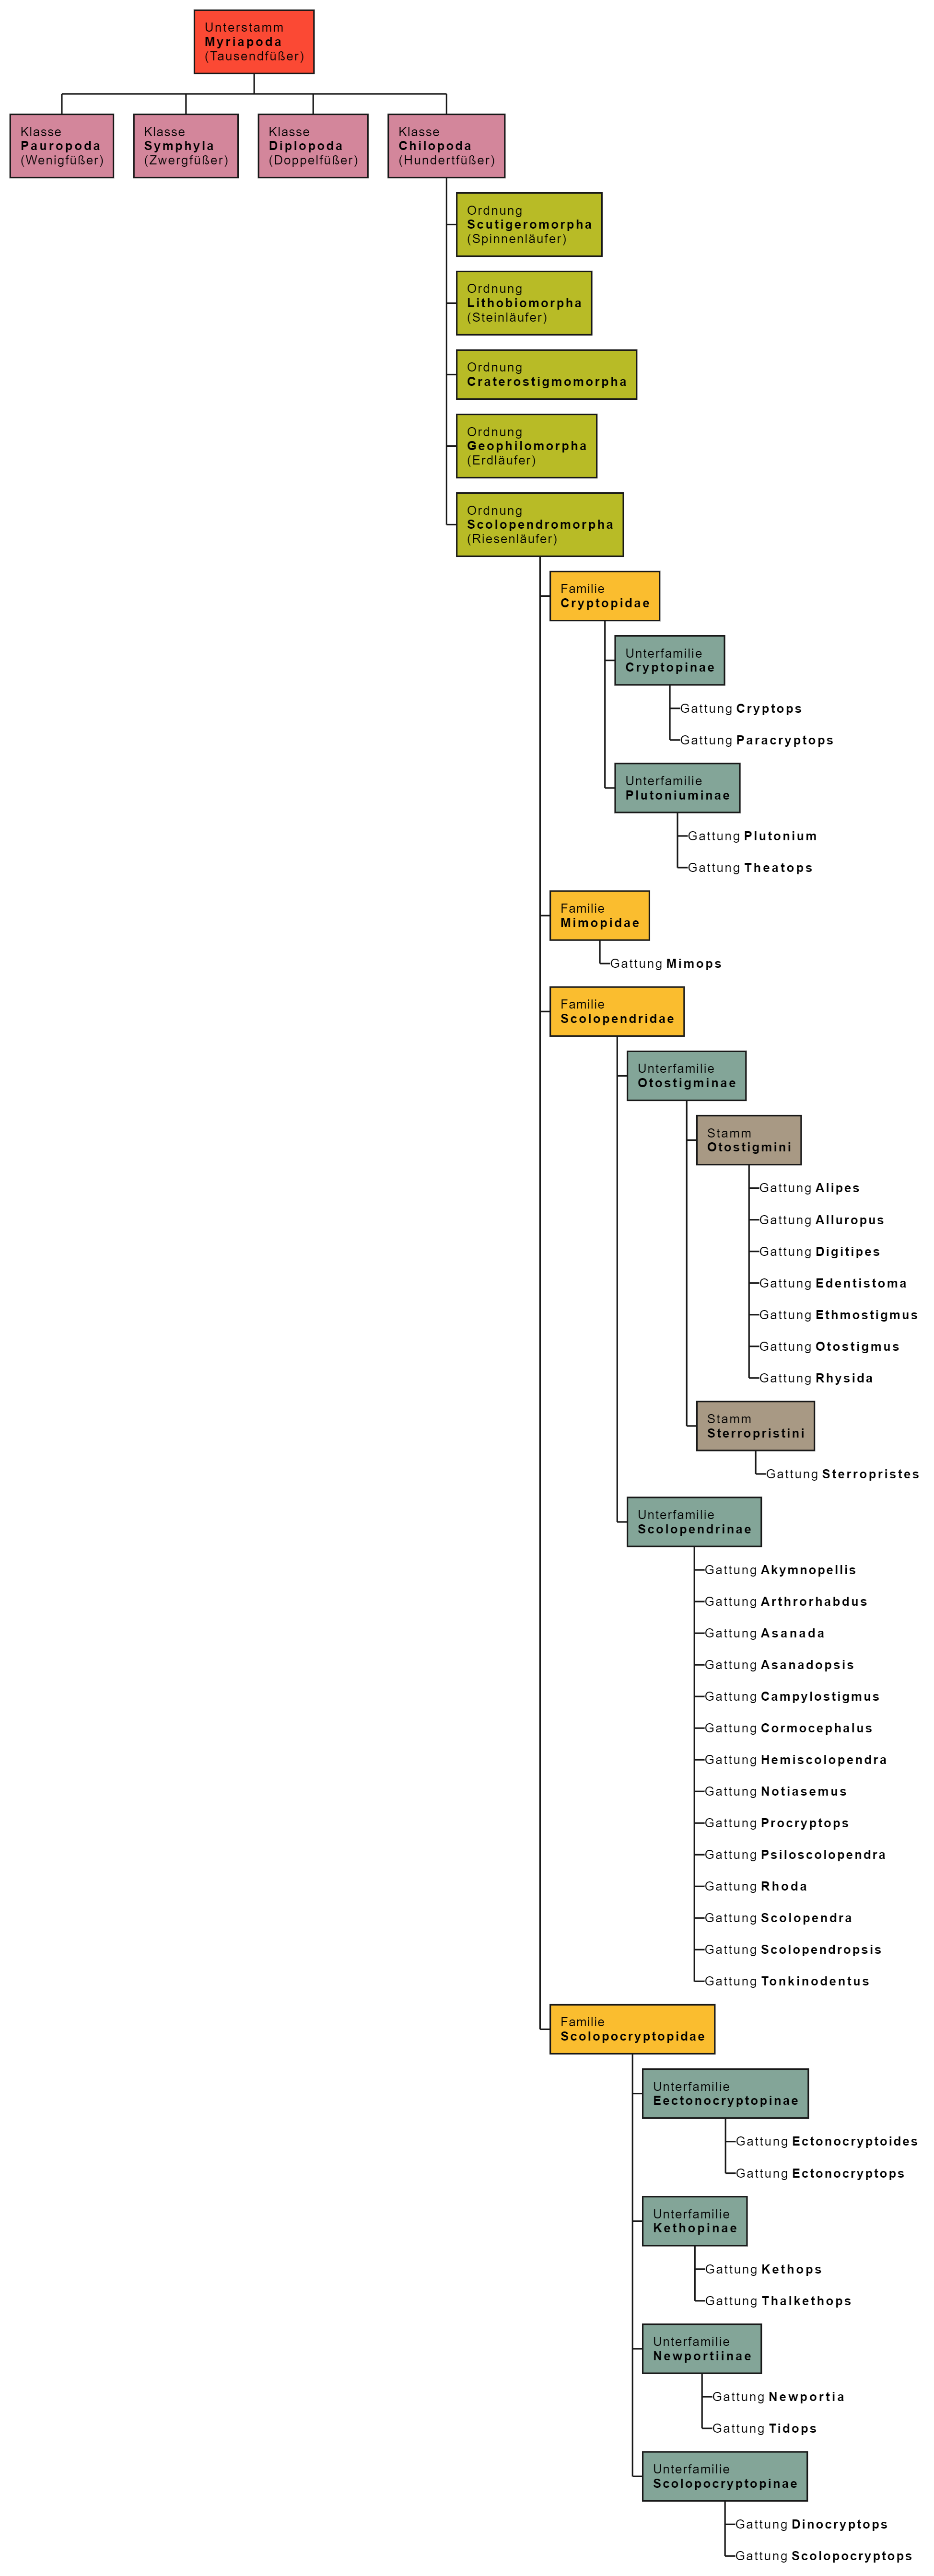 Unterstamm
Myriapoda
(Tausendfüßer)
Klasse
Pauropoda
(Wenigfüßer)
Klasse
Symphyla
(Zwergfüßer)
Klasse
Diplopoda
(Doppelfüßer)
Klasse
Chilopoda
(Hundertfüßer)
Ordnung
Scutigeromorpha
(Spinnenläufer)
Ordnung
Lithobiomorpha
(Steinläufer)
Ordnung
Craterostigmomorpha
Ordnung
Geophilomorpha
(Erdläufer)
Ordnung
Scolopendromorpha
(Riesenläufer)
Familie
Cryptopidae
Unterfamilie
Cryptopinae
Gattung Cryptops
Gattung Paracryptops
Unterfamilie
Plutoniuminae
Gattung Plutonium
Gattung Theatops
Familie
Mimopidae
Gattung Mimops
Familie
Scolopendridae
Unterfamilie
Otostigminae
Stamm
Otostigmini
Gattung Alipes
Gattung Alluropus
Gattung Digitipes
Gattung Edentistoma
Gattung Ethmostigmus
Gattung Otostigmus
Gattung Rhysida
Stamm
Sterropristini
Gattung Sterropristes
Unterfamilie
Scolopendrinae
Gattung Akymnopellis
Gattung Arthrorhabdus
Gattung Asanada
Gattung Asanadopsis
Gattung Campylostigmus
Gattung Cormocephalus
Gattung Hemiscolopendra
Gattung Notiasemus
Gattung Procryptops
Gattung Psiloscolopendra
Gattung Rhoda
Gattung Scolopendra
Gattung Scolopendropsis
Gattung Tonkinodentus
Familie
Scolopocryptopidae
Unterfamilie
Eectonocryptopinae
Gattung Ectonocryptoides
Gattung Ectonocryptops
Unterfamilie
Kethopinae
Gattung Kethops
Gattung Thalkethops
Unterfamilie
Newportiinae
Gattung Newportia
Gattung Tidops
Unterfamilie
Scolopocryptopinae
Gattung Dinocryptops
Gattung Scolopocryptops